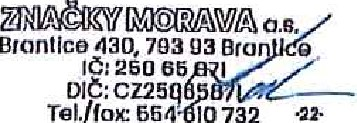 ZNAČKY MORAVA a.s.
Brantice 430, 793 93 Brantice
IČ: 250 65 871
DIČ: CZ25065871
Tel./fax: 554 610 732 -22-